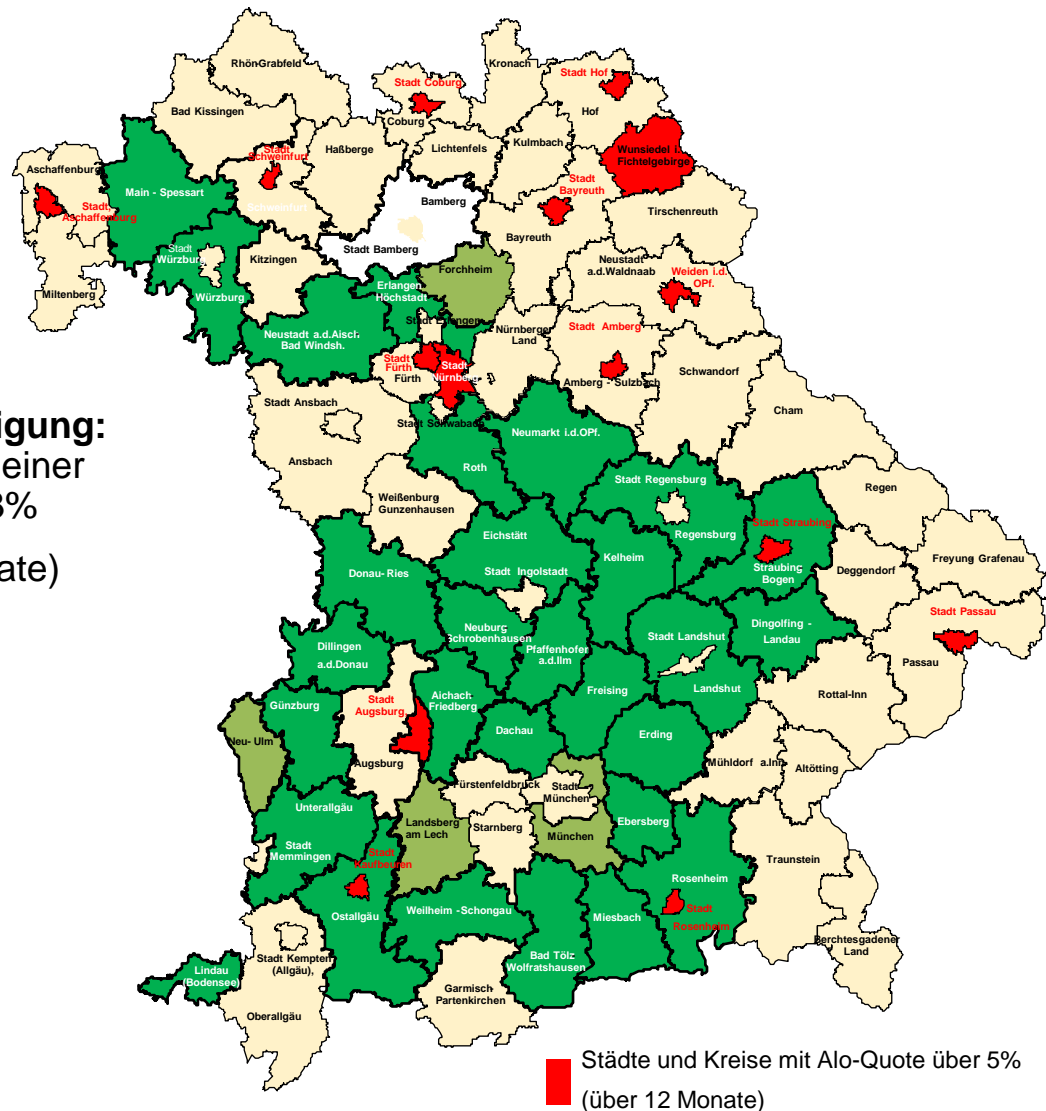 Rhön-Grabfeld
Kronach
Stadt Coburg
Stadt Hof
Bad Kissingen
Hof
Coburg
Kulmbach
Lichtenfels
Haßberge
Stadt
Schweinfurt
Wunsiedel i.
Fichtelgebirge
Aschaffenburg
Main - Spessart
Stadt
Bayreuth
Stadt,
Aschaffenburg
Schweinfurt
Bamberg
Tirschenreuth
Bayreuth
Stadt
Würzburg
Kitzingen
Stadt Bamberg
Neustadt
a.d.Waldnaab
Forchheim
Weiden i.d.
OPf.
Miltenberg
Würzburg
Erlangen
Höchstadt
Stadt Erlangen
Neustadt a.d.Aisch
Bad Windsh.
Nürnberger
Land
Stadt Amberg
Stadt
Fürth
Fürth
Stadt
Nürnberg
Amberg - Sulzbach
Schwandorf
Stadt Ansbach
Cham
Stadt Schwabach
Neumarkt i.d.OPf.
igung:
einer
3%
ate)
Ansbach
Roth
Stadt Regensburg
Regen
Weißenburg
Gunzenhausen
Regensburg
Stadt Straubing
Eichstätt
Kelheim
Freyung Grafenau
Straubing
Bogen
Deggendorf
Donau- Ries
Stadt Ingolstadt
Stadt Passau
Neuburg
Schrobenhausen
Dingolfing -
Landau
Dillingen
a.d.Donau
Pfaffenhofen
a.d.Ilm
Stadt Landshut
Passau
Stadt
Augsburg
Aichach
Friedberg
Freising
Landshut
Rottal-Inn
Günzburg
Neu- Ulm
Dachau
Erding
Augsburg
Mühldorf a.Inn
Altötting
Fürstenfeldbruck
Stadt
München
Unterallgäu
Landsberg
am Lech
Starnberg
München
Ebersberg
Stadt
Memmingen
Stadt
Kaufbeuren
Traunstein
Rosenheim
Ostallgäu
Weilheim -Schongau
Miesbach
Stadt
Rosenheim
Berchtesgadener
Land
Bad Tölz
Wolfratshausen
Stadt Kempten
(Allgäu),
Lindau
(Bodensee)
Garmisch
Partenkirchen
Oberallgäu
Städte und Kreise mit Alo-Quote über 5%
(über 12 Monate)